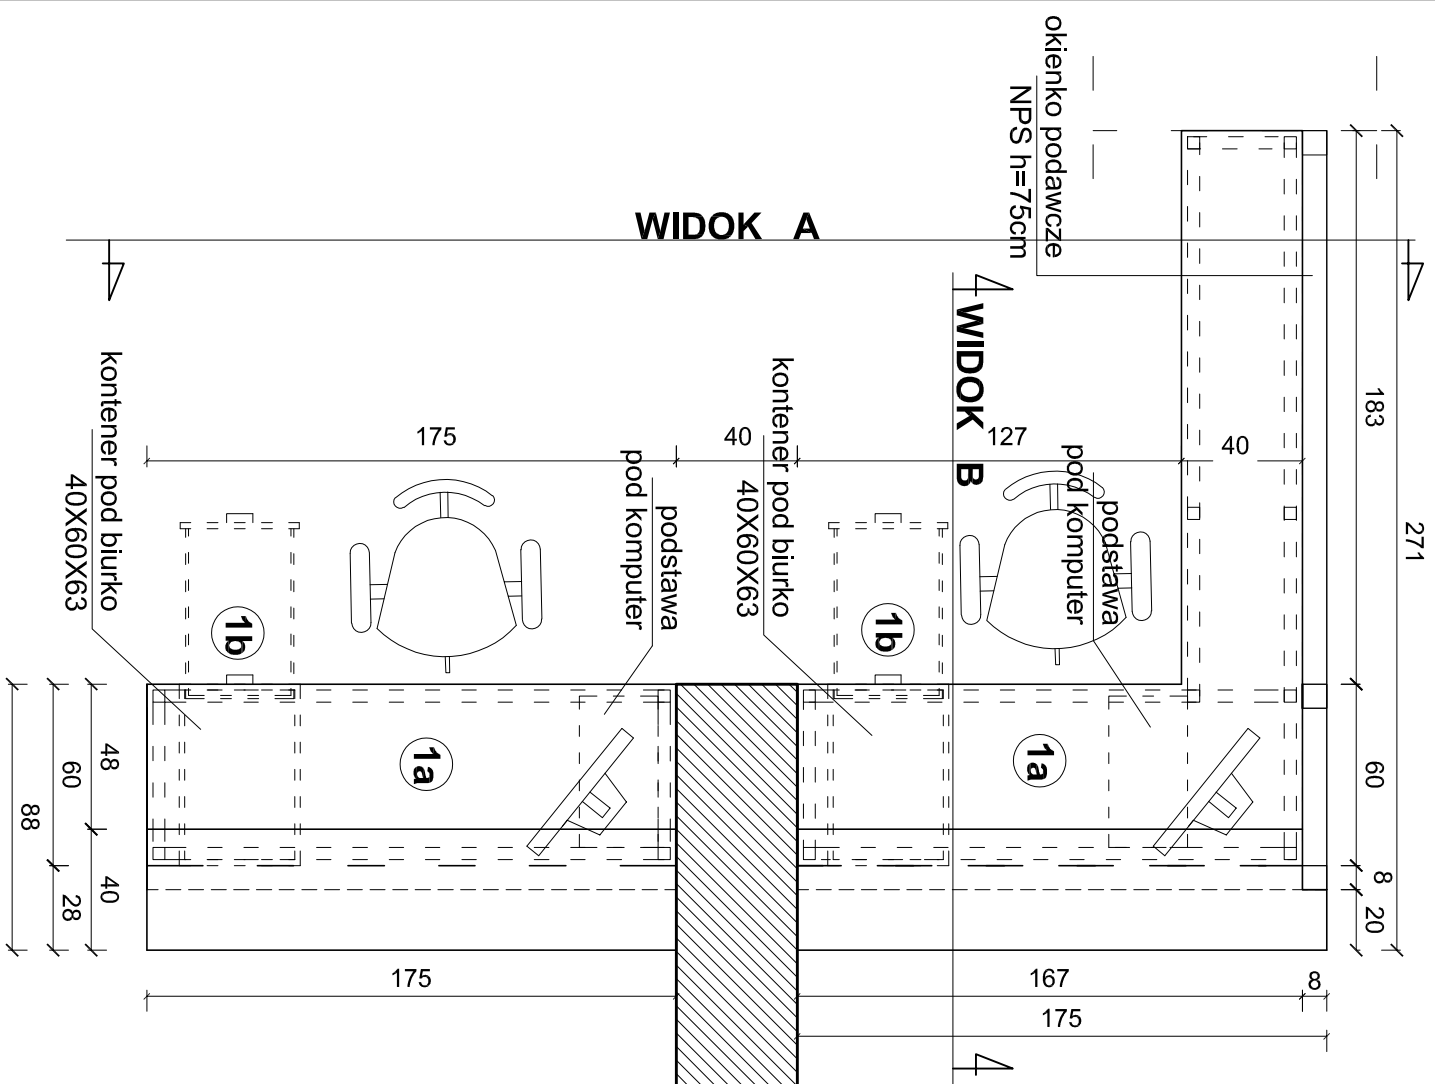 okienko podawcze
NPS h=75cm
WIDOK A
WIDOK B
183
271
175
40
127
40
kontener pod biurko
40X60X63
podstawa
pod komputer
kontener pod biurko
40X60X63
podstawa
pod komputer
1b
1b
1a
1a
48
60
88
40
28
60
8
20
175
167
8
175